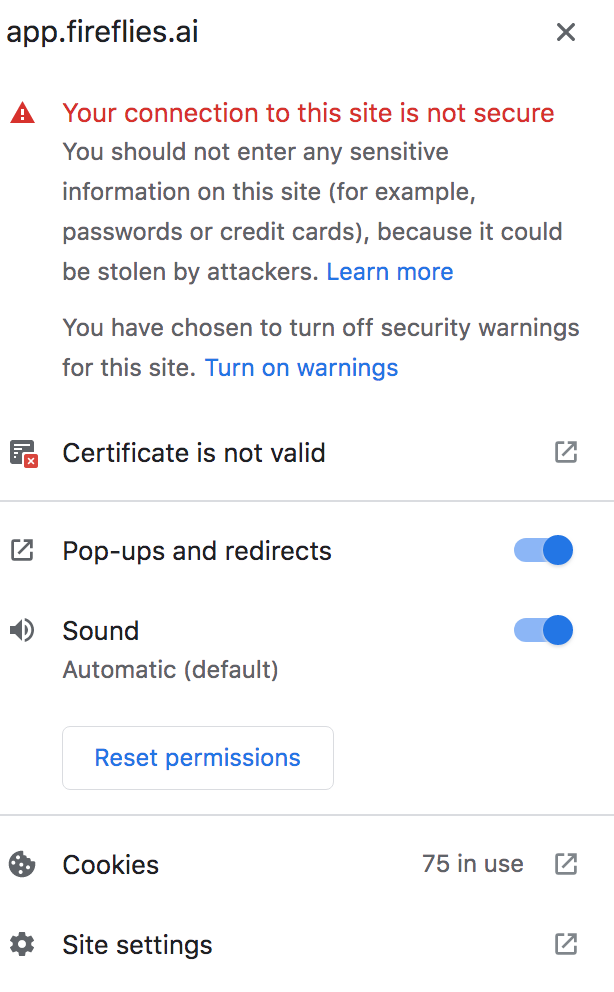 app.fireflies.ai
Your connection to this site is not secure
You should not enter any sensitive
information on this site (for example,
passwords or credit cards), because it could
be stolen by attackers. Learn more
You have chosen to turn off security warnings
for this site. Turn on warnings
Certificate is not valid
Pop-ups and redirects
Sound
Automatic (default)
Reset permissions
Cookies 75 in use
Site settings